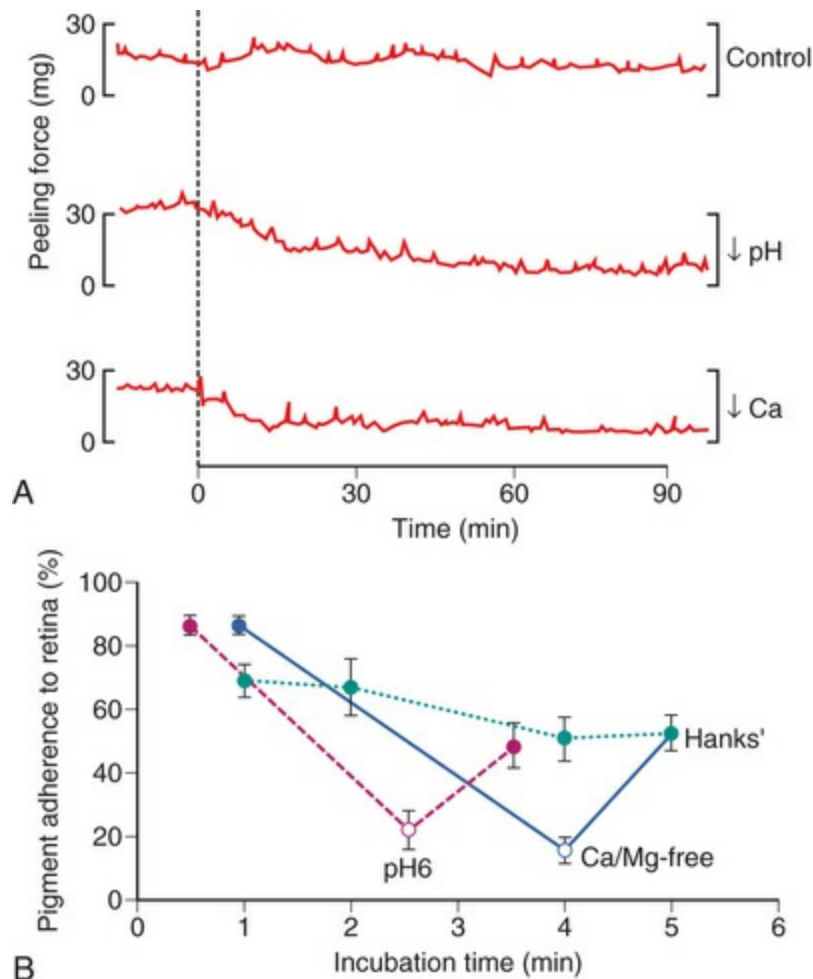 Peeling force (mg)
30
0
Control
30
0
↓ pH
30
0
↓ Ca
A
0
30
60
90
Time (min)
Pigment adherence to retina (%)
100
80
60
40
20
0
Hanks'
pH6
Ca/Mg-free
0
1
2
3
4
5
6
Incubation time (min)
B